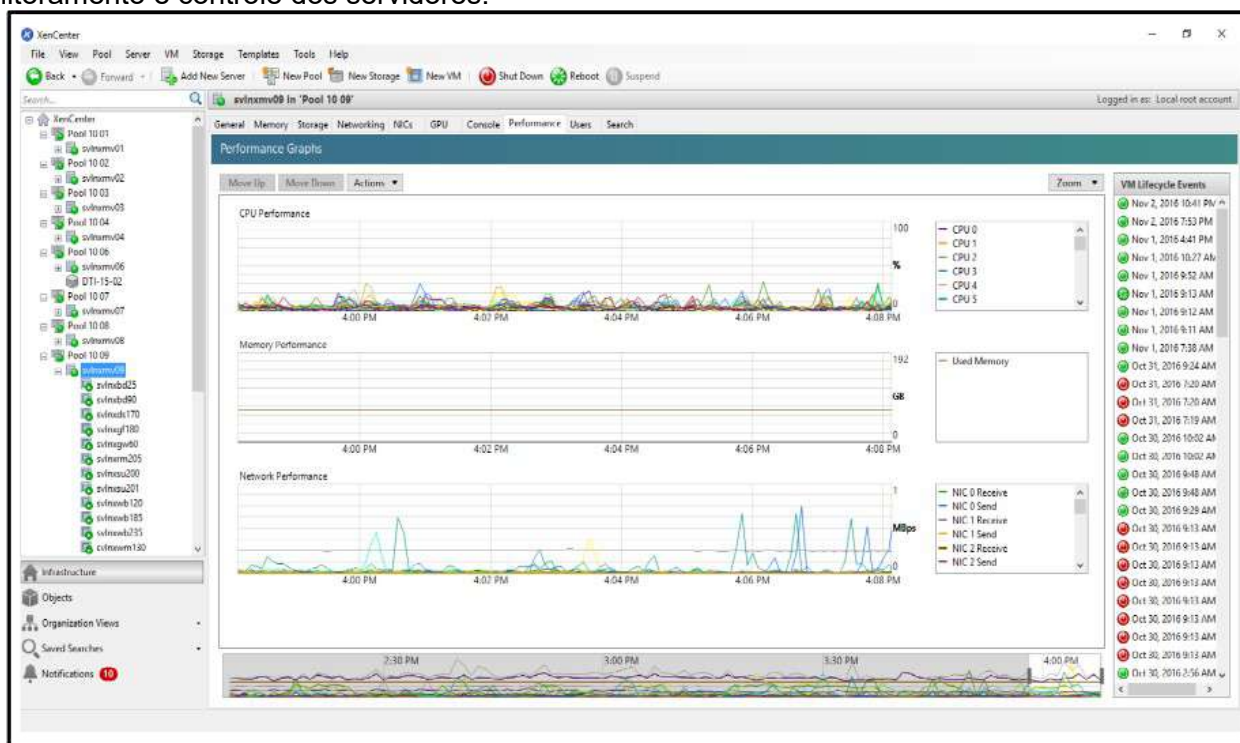 nitoramento e controle dos servidores.
XenCenter
File View Pool Server VM Storage Templates Tools Help
Back Forward Add New Server New Pool New Storage New VM Shut Down Reboot Suspend
Search...
svlnxmv09 in 'Pool 10 09'
Logged in as: Local root account
XenCenter
Pool 10 01
svlnxmv01
Pool 10 02
svlnxmv02
Pool 10 03
svlnxmv03
Pool 10 04
svlnxmv04
Pool 10 06
svlnxmv06
DTI-15-02
Pool 10 07
svlnxmv07
Pool 10 08
svlnxmv08
Pool 10 09
svlnxmv09
svlnxbd25
svlnxbd90
svlnxds170
svlnxgf180
svlnxgw60
svlnxrm205
svlnxsu200
svlnxsu201
svlnxwb120
svlnxwb185
svlnxwb235
svlnxwm130
Infrastructure
Objects
Organization Views
Saved Searches
Notifications 10
General Memory Storage Networking NICs GPU Console Performance Users Search
Performance Graphs
Move Up Move Down Actions Zoom
CPU Performance
100
%
0
4:00 PM 4:02 PM 4:04 PM 4:06 PM 4:08 PM
CPU 0
CPU 1
CPU 2
CPU 3
CPU 4
CPU 5
Memory Performance
192
GB
0
4:00 PM 4:02 PM 4:04 PM 4:06 PM 4:08 PM
Used Memory
Network Performance
1
MBps
0
4:00 PM 4:02 PM 4:04 PM 4:06 PM 4:08 PM
NIC 0 Receive
NIC 0 Send
NIC 1 Receive
NIC 1 Send
NIC 2 Receive
NIC 2 Send
2:30 PM 3:00 PM 3:30 PM 4:00 PM
VM Lifecycle Events
Nov 2, 2016 10:41 PM
Nov 2, 2016 7:53 PM
Nov 1, 2016 4:41 PM
Nov 1, 2016 10:27 AM
Nov 1, 2016 9:52 AM
Nov 1, 2016 9:13 AM
Nov 1, 2016 9:12 AM
Nov 1, 2016 9:11 AM
Nov 1, 2016 7:38 AM
Oct 31, 2016 9:24 AM
Oct 31, 2016 7:20 AM
Oct 31, 2016 7:20 AM
Oct 31, 2016 7:19 AM
Oct 30, 2016 10:02 AM
Oct 30, 2016 10:02 AM
Oct 30, 2016 9:48 AM
Oct 30, 2016 9:48 AM
Oct 30, 2016 9:29 AM
Oct 30, 2016 9:13 AM
Oct 30, 2016 9:13 AM
Oct 30, 2016 9:13 AM
Oct 30, 2016 9:13 AM
Oct 30, 2016 9:13 AM
Oct 30, 2016 9:13 AM
Oct 30, 2016 9:13 AM
Oct 30, 2016 9:13 AM
Oct 30, 2016 2:56 AM